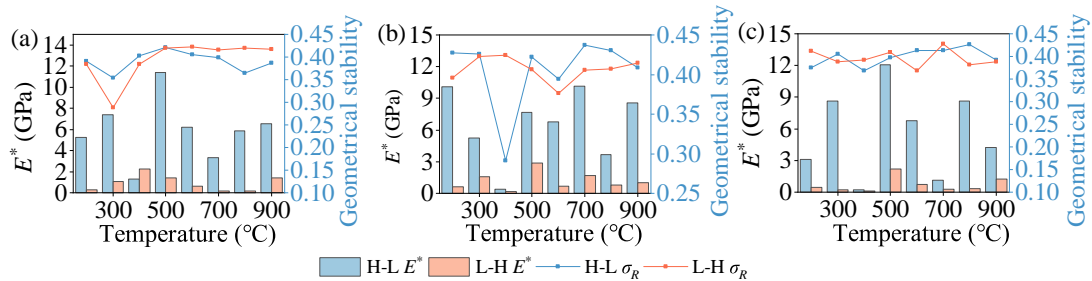 (a)
14
12
10
8
6
4
2
0
E* (GPa)
0.45
0.40
0.35
0.30
0.25
0.20
0.15
0.10
Geometrical stability
300 500 700 900
Temperature (°C)
(b)
15
12
9
6
3
0
E* (GPa)
0.45
0.40
0.35
0.30
0.25
Geometrical stability
300 500 700 900
Temperature (°C)
(c)
15
12
9
6
3
0
E* (GPa)
0.45
0.40
0.35
0.30
0.25
0.20
0.15
0.10
Geometrical stability
300 500 700 900
Temperature (°C)
H-L E* L-H E* H-L σR L-H σR